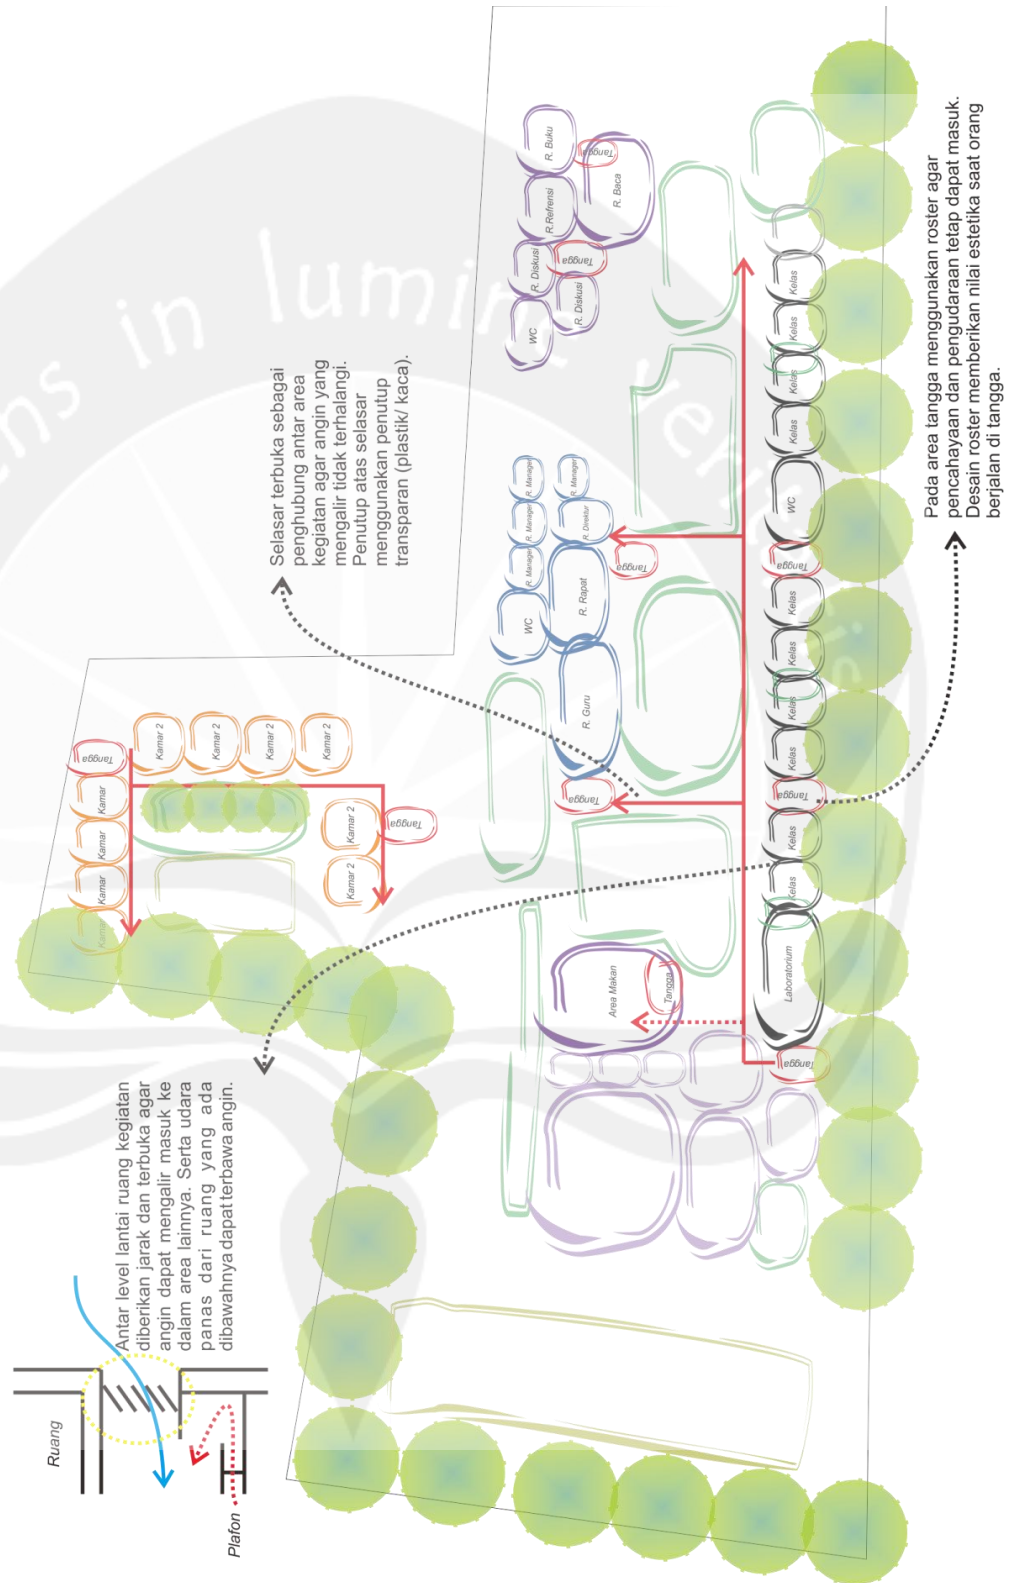 Ruang
Plafon
Antar level lantai ruang kegiatan
diberikan jarak dan terbuka agar
angin dapat mengalir masuk ke
dalam area lainnya. Serta udara
panas dari ruang yang ada
dibawahnya dapat terbawa angin.
Selasar terbuka sebagai
penghubung antar area
kegiatan agar angin yang
mengalir tidak terhalangi.
Penutup atas selasar
menggunakan penutup
transparan (plastik/ kaca).
Kamar
Kamar
Kamar
Kamar
Tangga
Kamar 2
Kamar 2
Kamar 2
Kamar 2
Kamar 2
Kamar 2
Tangga
WC
R. Manager
R. Manager
R. Manager
R. Guru
R. Rapat
R. Direktur
R. Manager
Tangga
Tangga
WC
R. Diskusi
R.Refrensi
R. Buku
R. Diskusi
Tangga
R. Baca
Tangga
Area Makan
Tangga
Tangga
Laboratorium
Kelas
Kelas
Tangga
Kelas
Kelas
Kelas
Kelas
Tangga
WC
Kelas
Kelas
Kelas
Kelas
Pada area tangga menggunakan roster agar
pencahayaan dan pengudaraan tetap dapat masuk.
Desain roster memberikan nilai estetika saat orang
berjalan di tangga.
ens in lumine veritatis